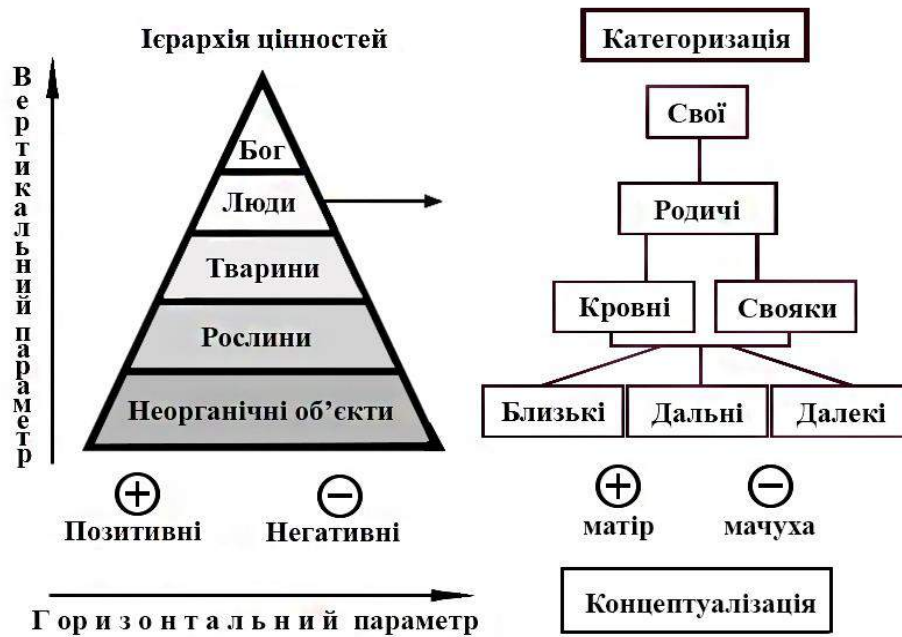 Ієрархія цінностей
Вертикальний параметр
Бог
Люди
Тварини
Рослини
Неорганічні об’єкти
+
Позитивні
−
Негативні
Горизонтальний параметр
Категоризація
Свої
Родичі
Кровні
Свояки
Близькі
Дальні
Далекі
+
матір
−
мачуха
Концептуалізація